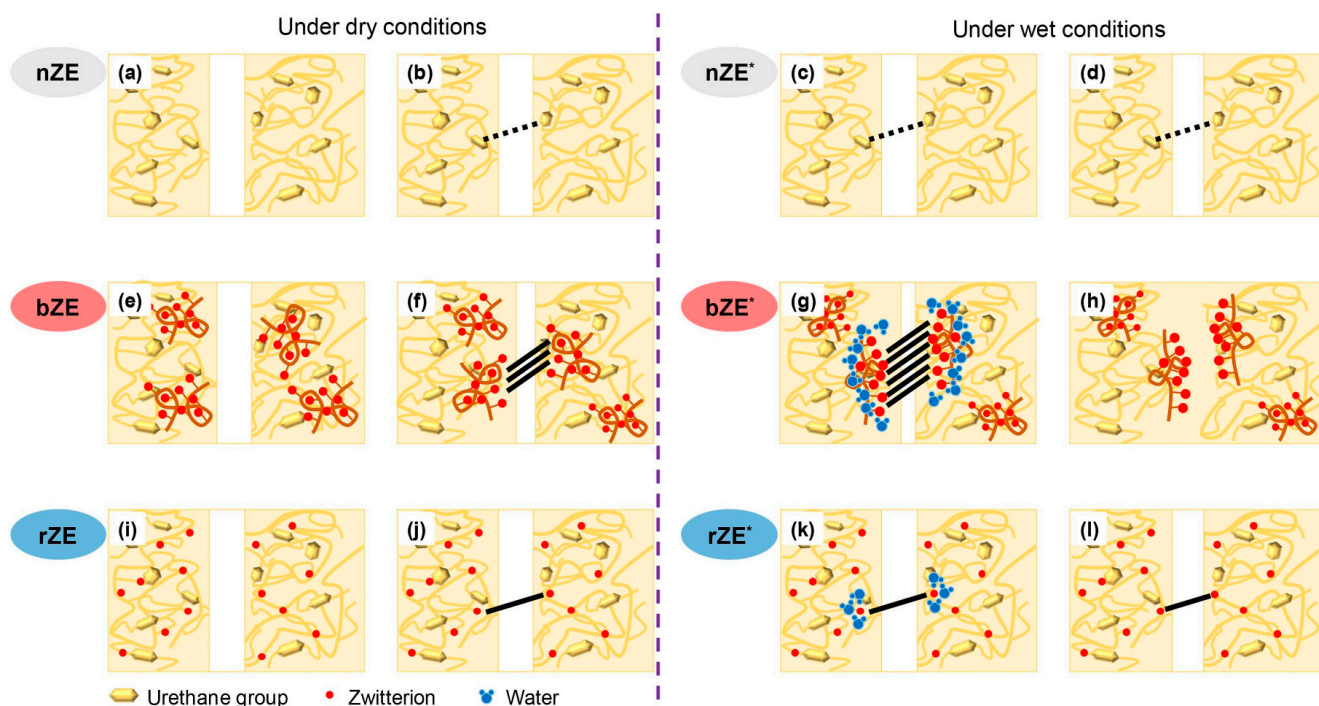 Under dry conditions
Under wet conditions
nZE
(a)
(b)
nZE*
(c)
(d)
bZE
(e)
(f)
bZE*
(g)
(h)
rZE
(i)
(j)
rZE*
(k)
(l)
Urethane group
Zwitterion
Water